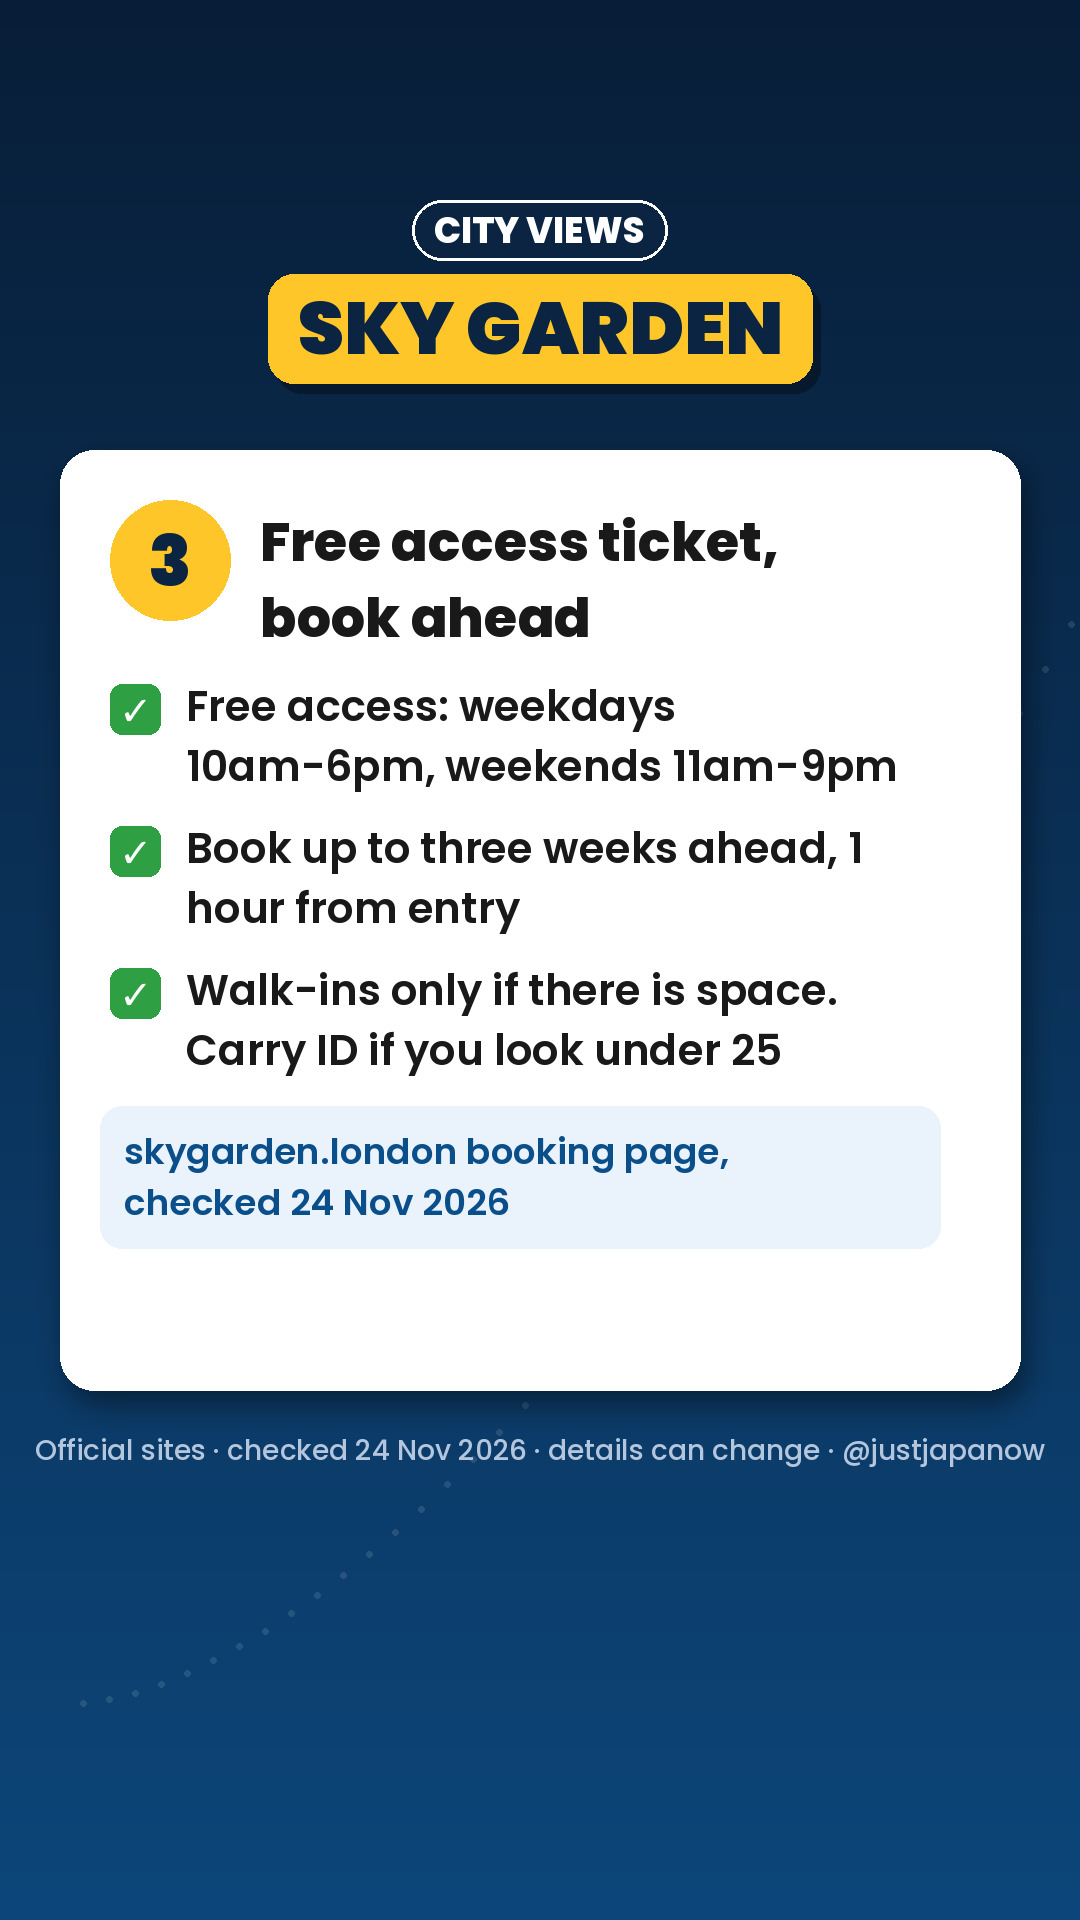 CITY VIEWS
SKY GARDEN
3
Free access ticket,
book ahead
✓ Free access: weekdays
10am-6pm, weekends 11am-9pm
✓ Book up to three weeks ahead, 1
hour from entry
✓ Walk-ins only if there is space.
Carry ID if you look under 25
skygarden.london booking page,
checked 24 Nov 2026
Official sites · checked 24 Nov 2026 · details can change · @justjapanow